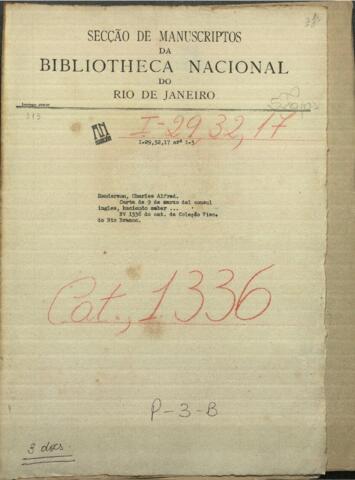 SECÇÃO DE MANUSCRIPTOS
DA
BIBLIOTHECA NACIONAL
DO
RIO DE JANEIRO
I-29,32,17
I-29,32,17 nº 1-3
Henderson, Charles Alfred.
Carta de 9 de marzo del consul
ingles, haciendo saber ...
NV 1336 do cat. da Coleção Visc.
do Rio Branco.
Cat., 1336
P-3-B
3 docs.